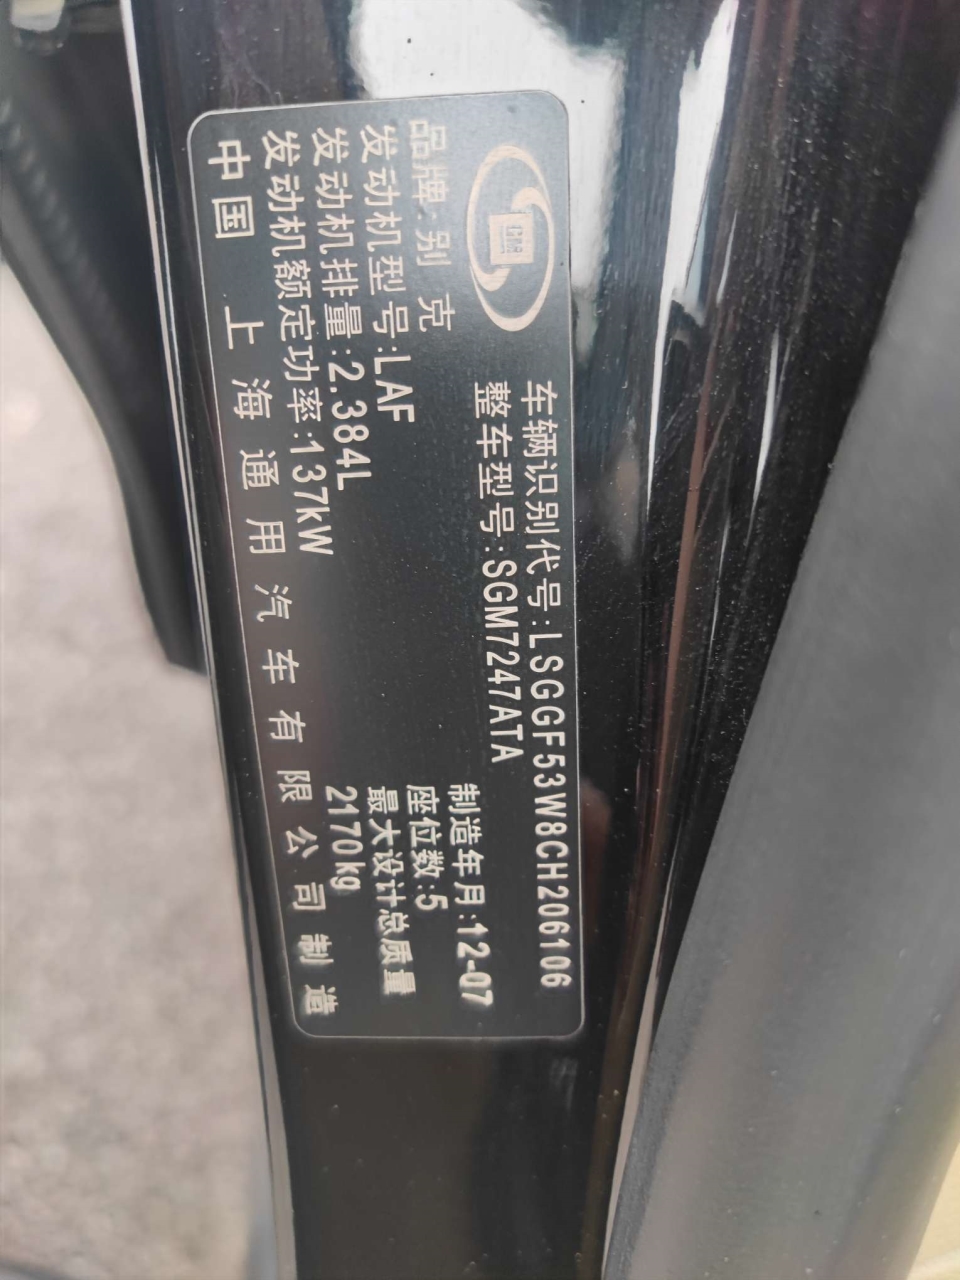 GM
车辆识别代号:LSGGF53W8CH206106
整车型号:SGM7247ATA
品牌:别 克
制造年月:12-07
发动机型号:LAF
座位数:5
发动机排量:2.384L
最大设计总质量
发动机额定功率:137kW
2170kg
中国 上海通用汽车有限公司制造